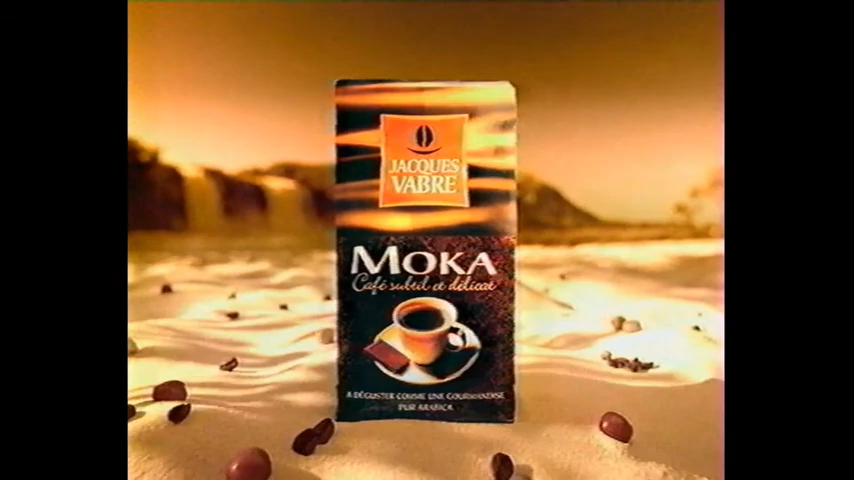 JACQUES
VABRE
MOKA
Café subtil et délicat
A DÉGUSTER COMME UNE GOURMANDISE
PUR ARABICA